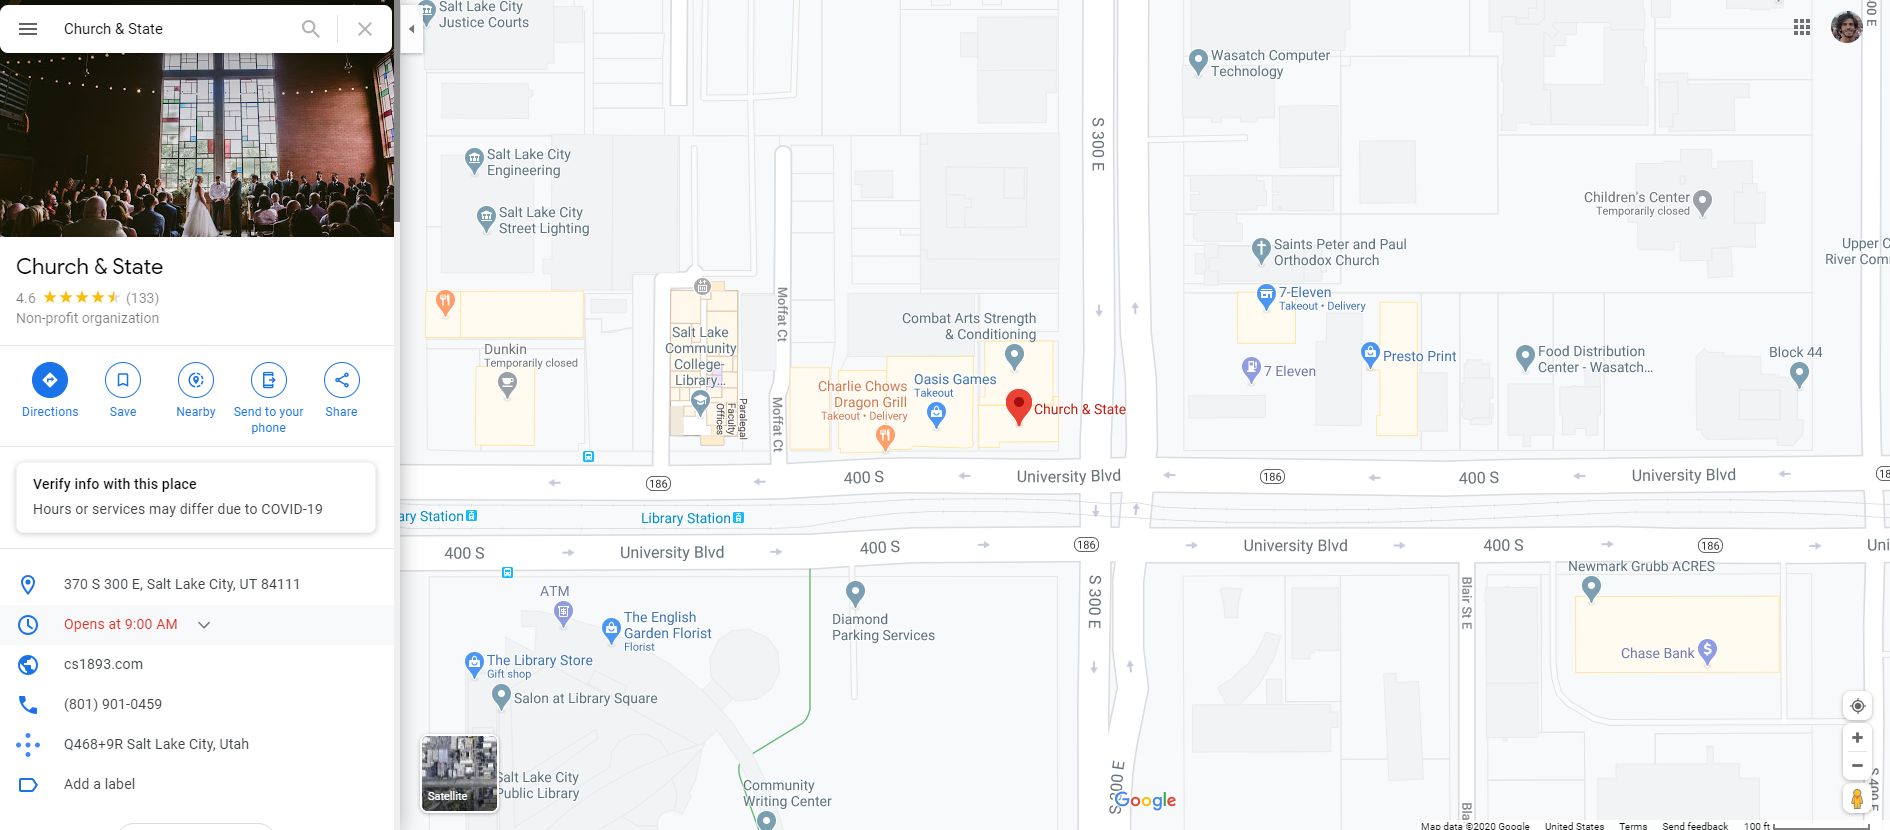 Church & State
Church & State
4.6
(133)
Non-profit organization
Directions
Save
Nearby
Send to your
phone
Share
Verify info with this place
Hours or services may differ due to COVID-19
370 S 300 E, Salt Lake City, UT 84111
Opens at 9:00 AM
cs1893.com
(801) 901-0459
Q468+9R Salt Lake City, Utah
Add a label
Salt Lake City
Justice Courts
Salt Lake City
Engineering
Salt Lake City
Street Lighting
Dunkin
Temporarily closed
Salt Lake
Community
College-
Library...
Paralegal
Faculty
Offices
Moffat Ct
Moffat Ct
Combat Arts Strength
& Conditioning
Charlie Chows
Dragon Grill
Takeout • Delivery
Oasis Games
Takeout
Church & State
S 300 E
Wasatch Computer
Technology
Saints Peter and Paul
Orthodox Church
7-Eleven
Takeout • Delivery
7 Eleven
Presto Print
Food Distribution
Center - Wasatch...
Block 44
Children's Center
Temporarily closed
Upper C
River Com
00 E
186
400 S
University Blvd
186
400 S
University Blvd
18
ary Station
Library Station
400 S
University Blvd
400 S
186
University Blvd
400 S
186
Uni
ATM
The English
Garden Florist
Florist
The Library Store
Gift shop
Salon at Library Square
Diamond
Parking Services
S 300 E
Blair St E
Newmark Grubb ACRES
Chase Bank
Salt Lake City
Public Library
Community
Writing Center
Satellite
Google
Bla
Map data ©2020 Google
United States
Terms
Send feedback
100 ft